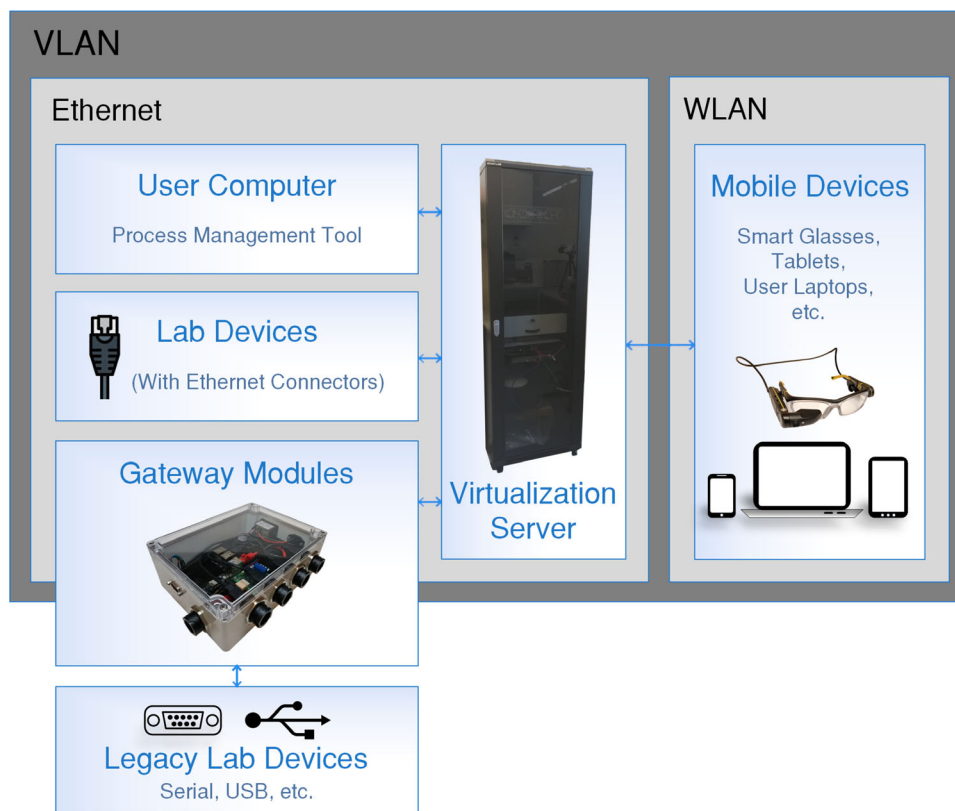 VLAN
Ethernet
User Computer
Process Management Tool
Lab Devices
(With Ethernet Connectors)
Gateway Modules
Virtualization
Server
WLAN
Mobile Devices
Smart Glasses,
Tablets,
User Laptops,
etc.
Legacy Lab Devices
Serial, USB, etc.